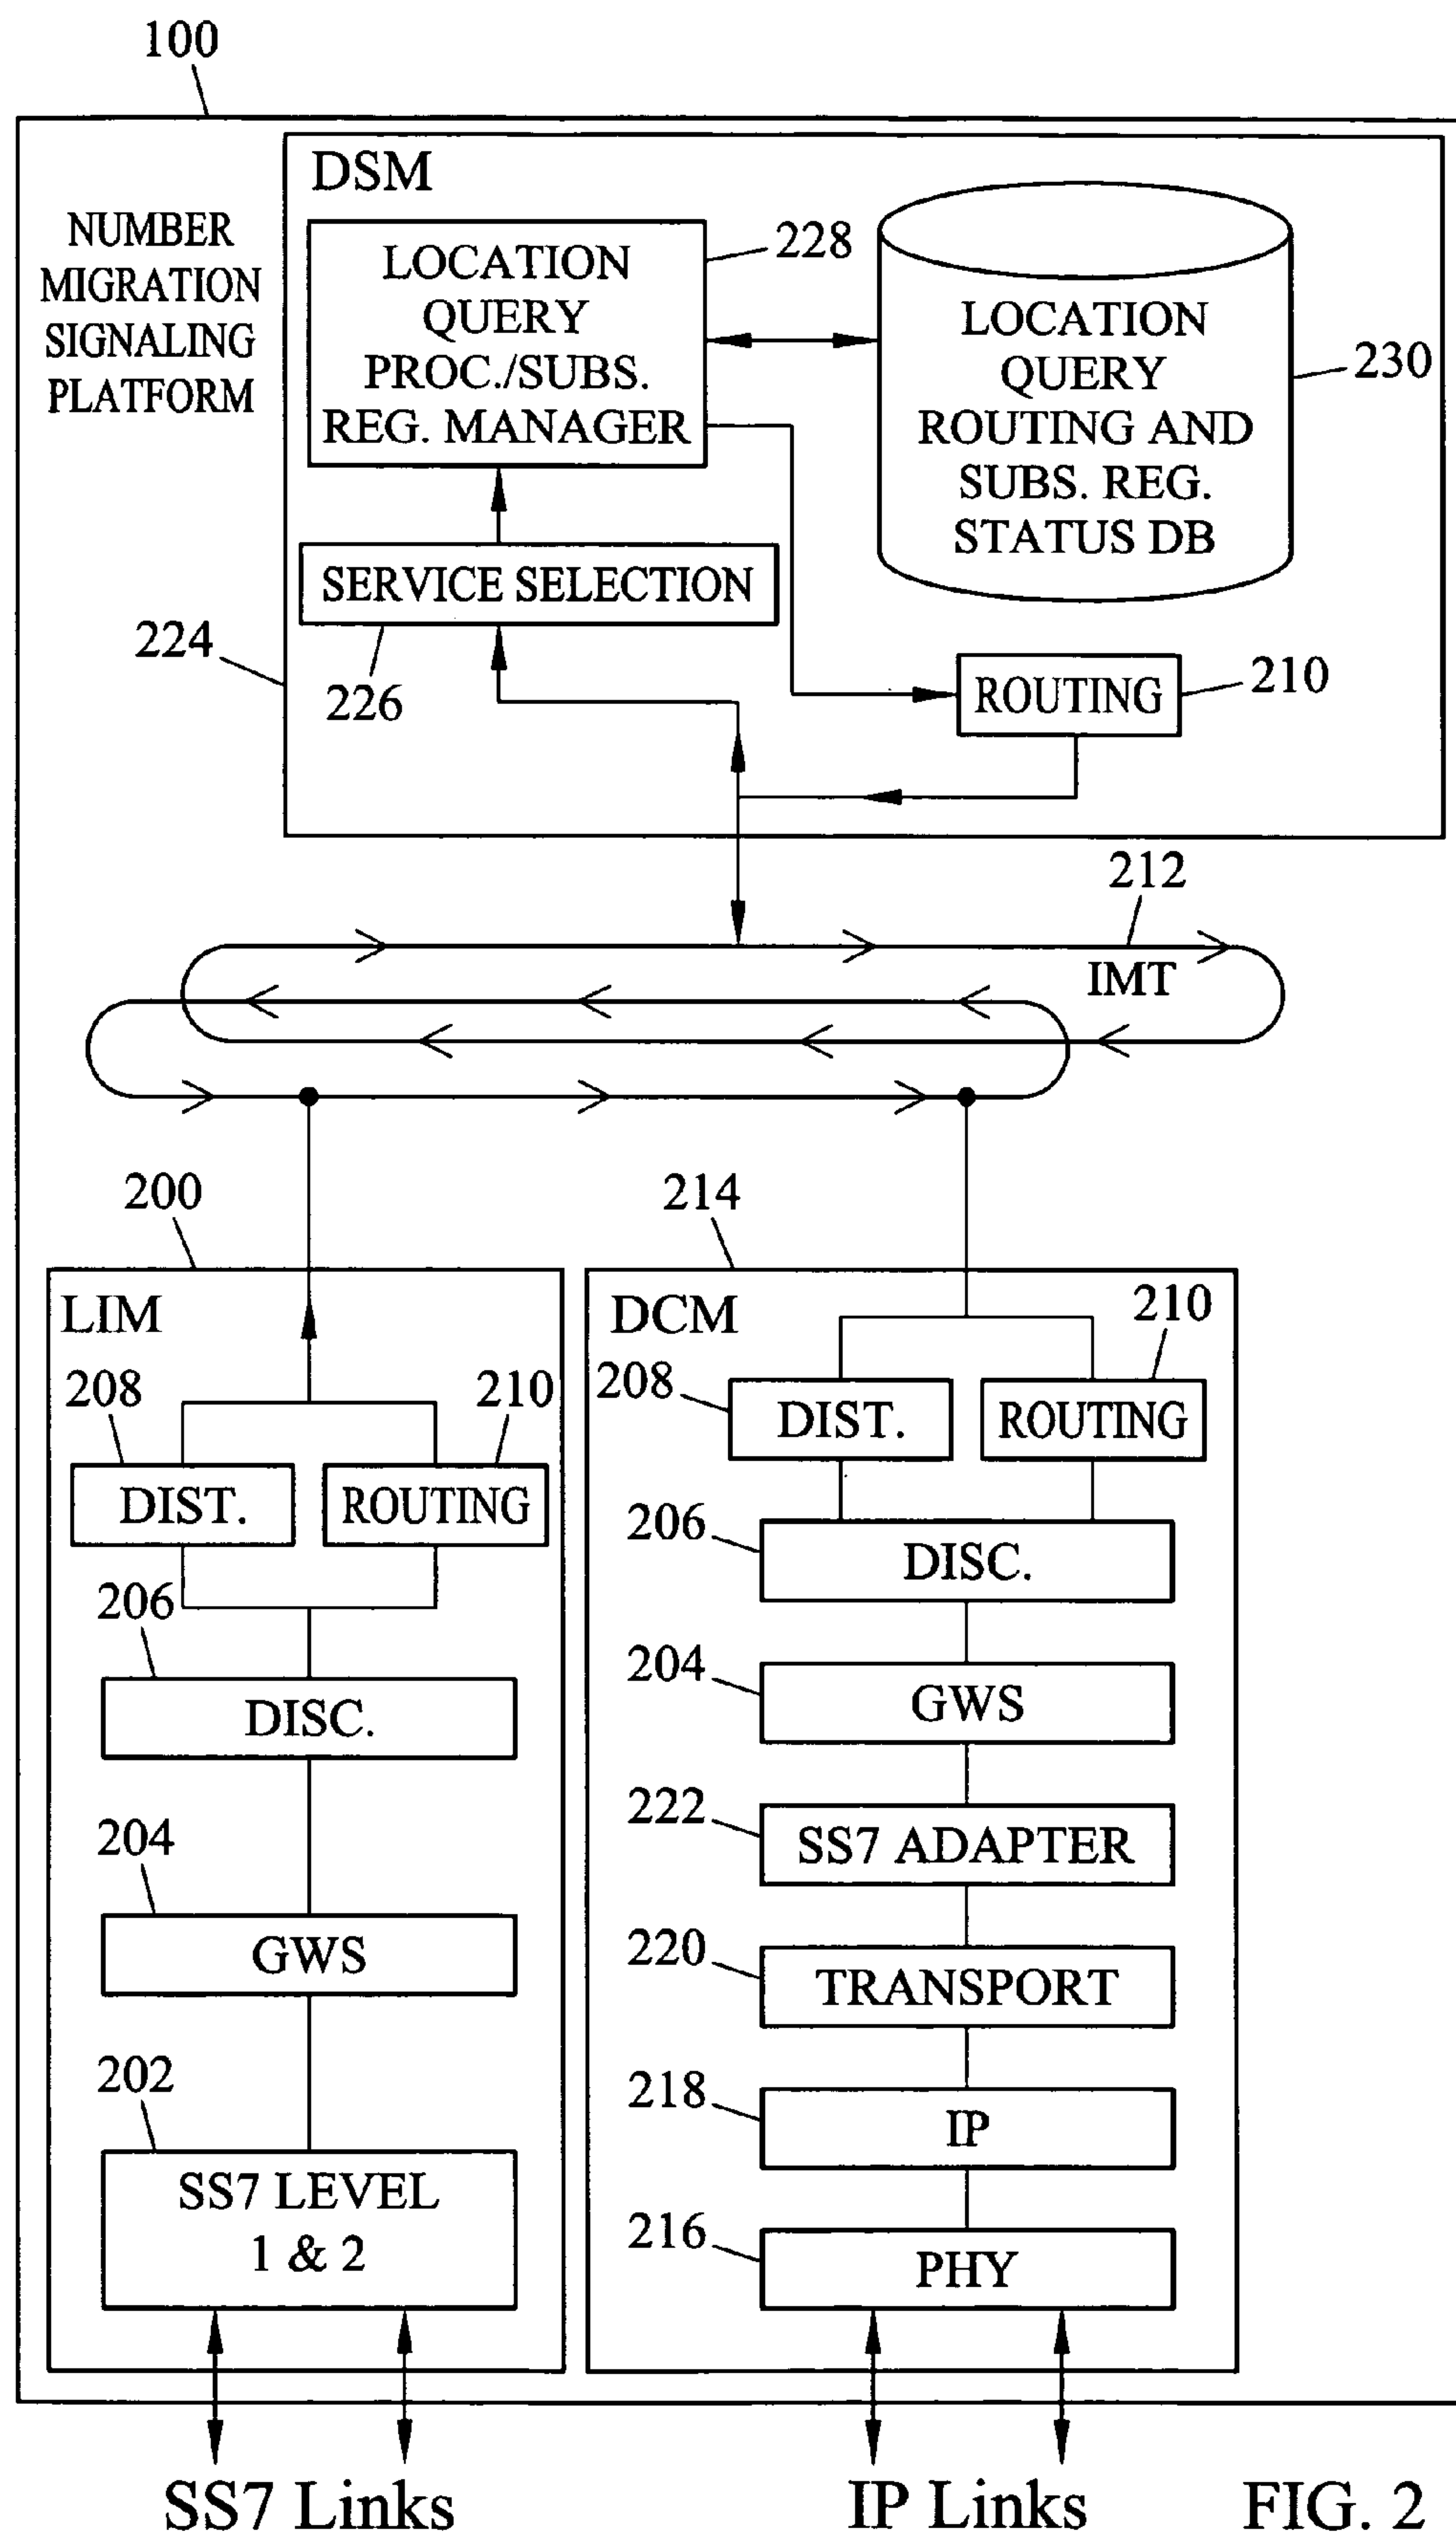 100
NUMBER
MIGRATION
SIGNALING
PLATFORM
DSM
LOCATION
QUERY
PROC./SUBS.
REG. MANAGER
228
LOCATION
QUERY
ROUTING AND
SUBS. REG.
STATUS DB
230
SERVICE SELECTION
224
226
ROUTING
210
212
IMT
200
LIM
208
210
DIST.
ROUTING
206
DISC.
204
GWS
202
SS7 LEVEL
1 & 2
SS7 Links
214
DCM
210
208
DIST.
ROUTING
206
DISC.
204
GWS
222
SS7 ADAPTER
220
TRANSPORT
218
IP
216
PHY
IP Links
FIG. 2